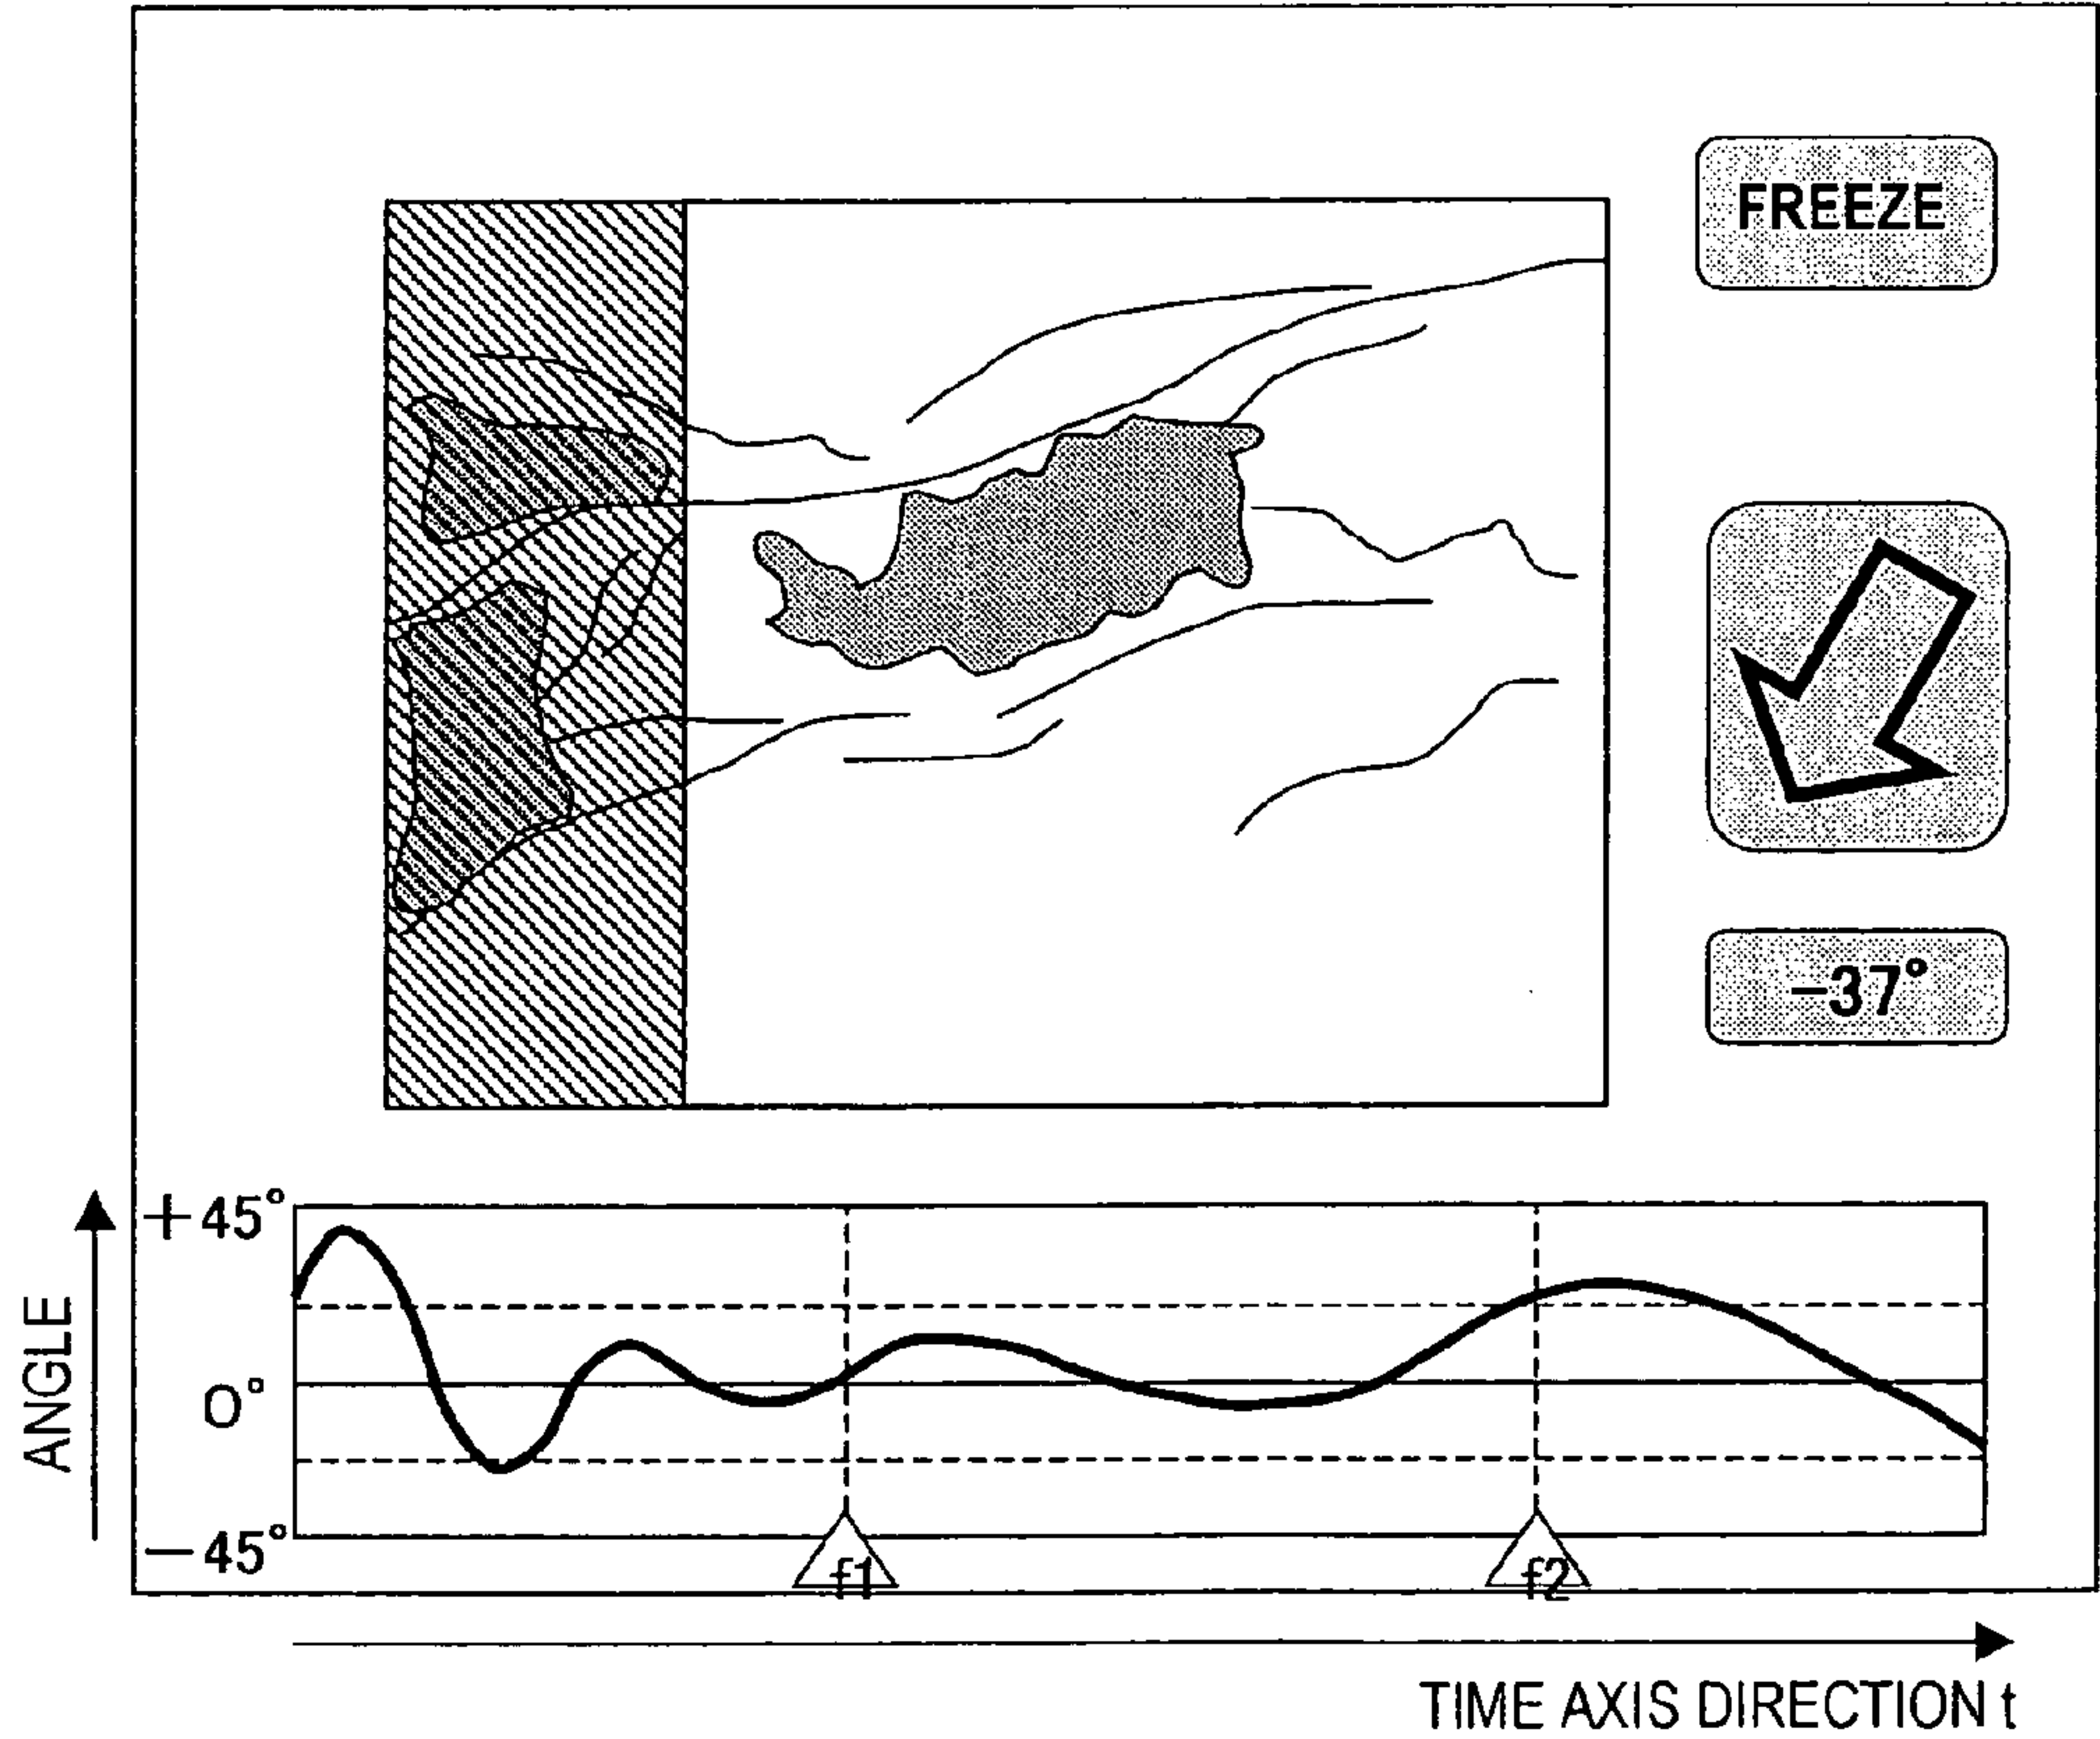 FREEZE
−37°
+45°
0°
−45°
ANGLE
f1
f2
TIME AXIS DIRECTION t